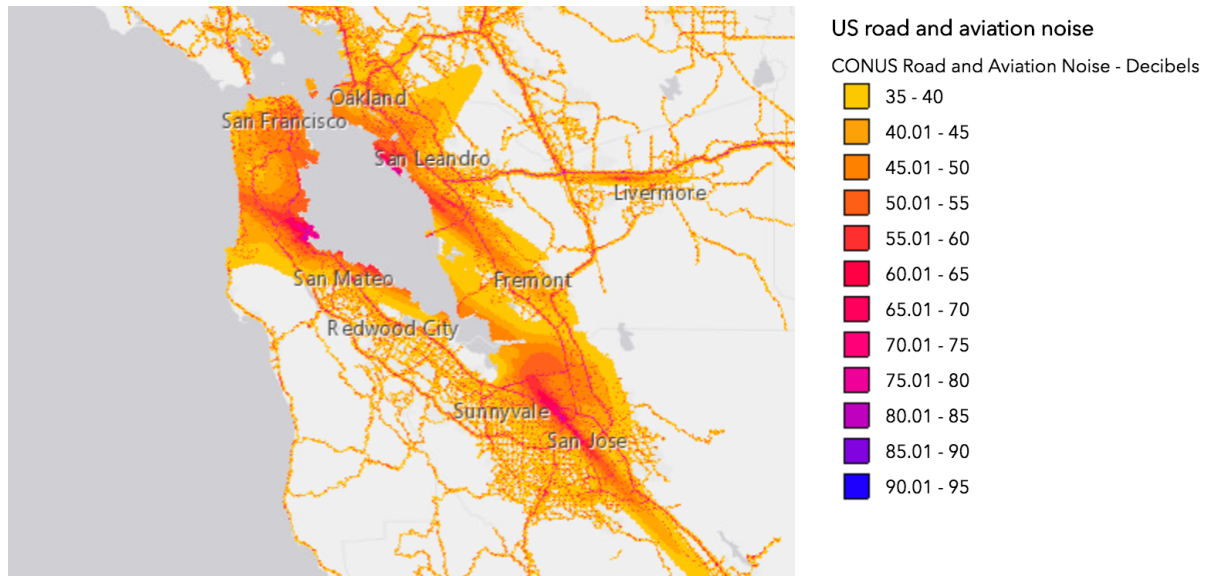 US road and aviation noise
CONUS Road and Aviation Noise - Decibels
35 - 40
40.01 - 45
45.01 - 50
50.01 - 55
55.01 - 60
60.01 - 65
65.01 - 70
70.01 - 75
75.01 - 80
80.01 - 85
85.01 - 90
90.01 - 95
Oakland
San Francisco
San Leandro
Livermore
San Mateo
Fremont
Redwood City
Sunnyvale
San Jose